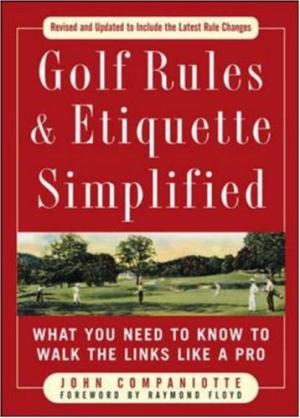 Revised and Updated to Include the Latest Rule Changes
Golf Rules
& Etiquette
Simplified
WHAT YOU NEED TO KNOW TO
WALK THE LINKS LIKE A PRO
JOHN COMPANIOTTE
FOREWORD BY RAYMOND FLOYD